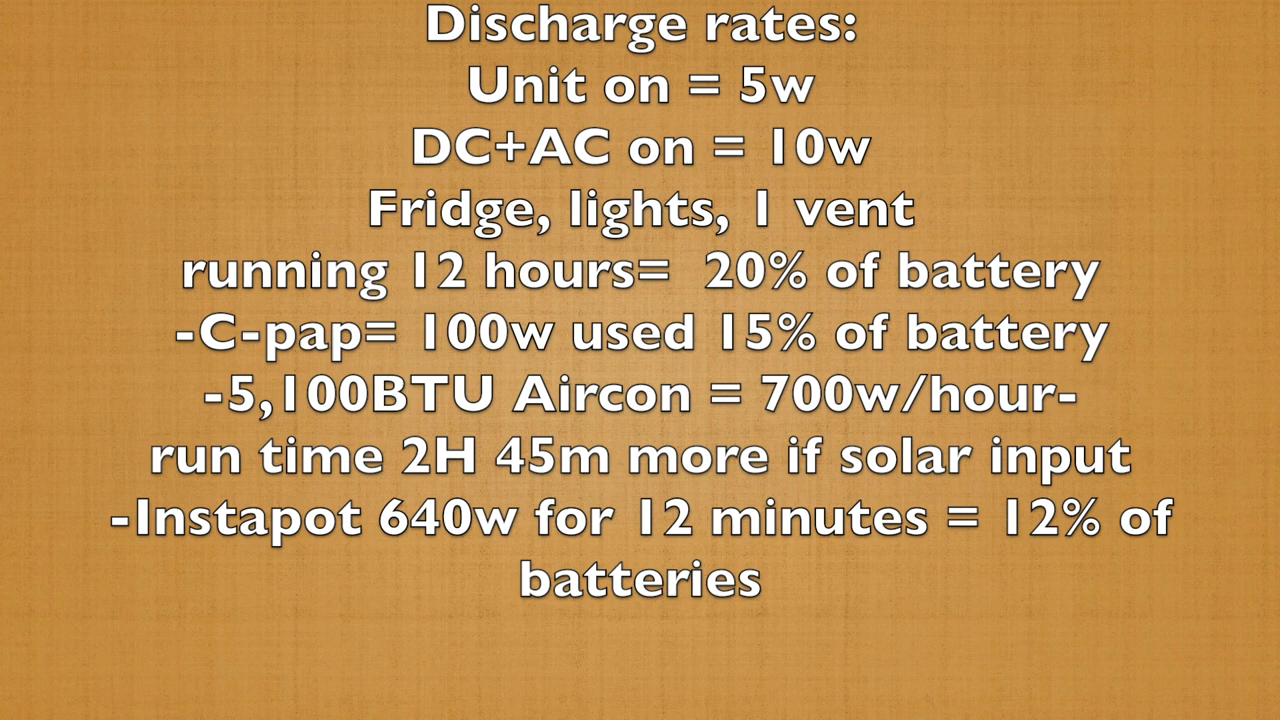 Discharge rates:
Unit on = 5w
DC+AC on = 10w
Fridge, lights, 1 vent
running 12 hours=  20% of battery
-C-pap= 100w used 15% of battery
-5,100BTU Aircon = 700w/hour-
run time 2H 45m more if solar input
-Instapot 640w for 12 minutes = 12% of
batteries